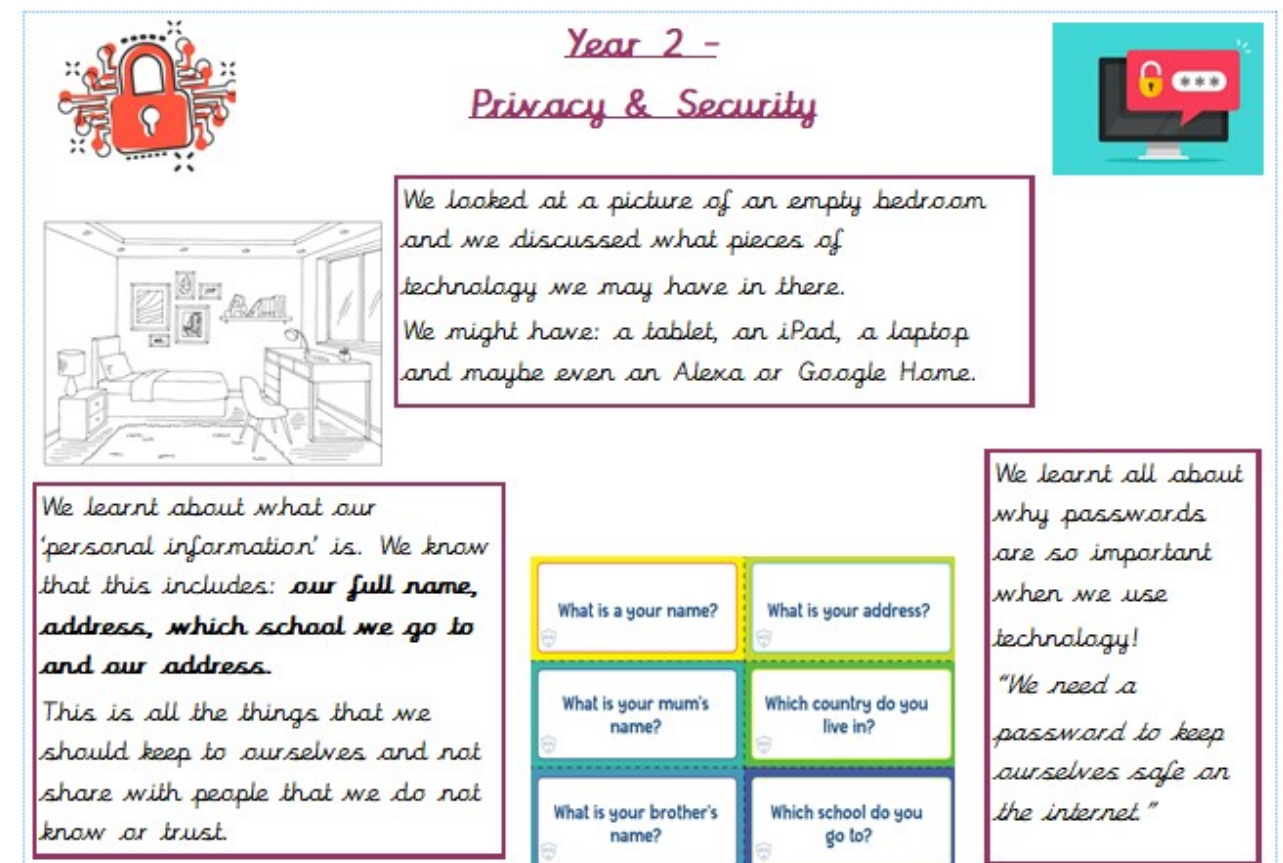 Year 2 -
Privacy & Security
***
We looked at a picture of an empty bedroom
and we discussed what pieces of
technology we may have in there.
We might have: a tablet, an iPad, a laptop
and maybe even an Alexa or Google Home.
We learnt about what our
‘personal information’ is. We know
that this includes: our full name,
address, which school we go to
and our address.
This is all the things that we
should keep to ourselves and not
share with people that we do not
know or trust.
What is a your name?
What is your address?
What is your mum's
name?
Which country do you
live in?
What is your brother's
name?
Which school do you
go to?
We learnt all about
why passwords
are so important
when we use
technology!
“We need a
password to keep
ourselves safe on
the internet.”